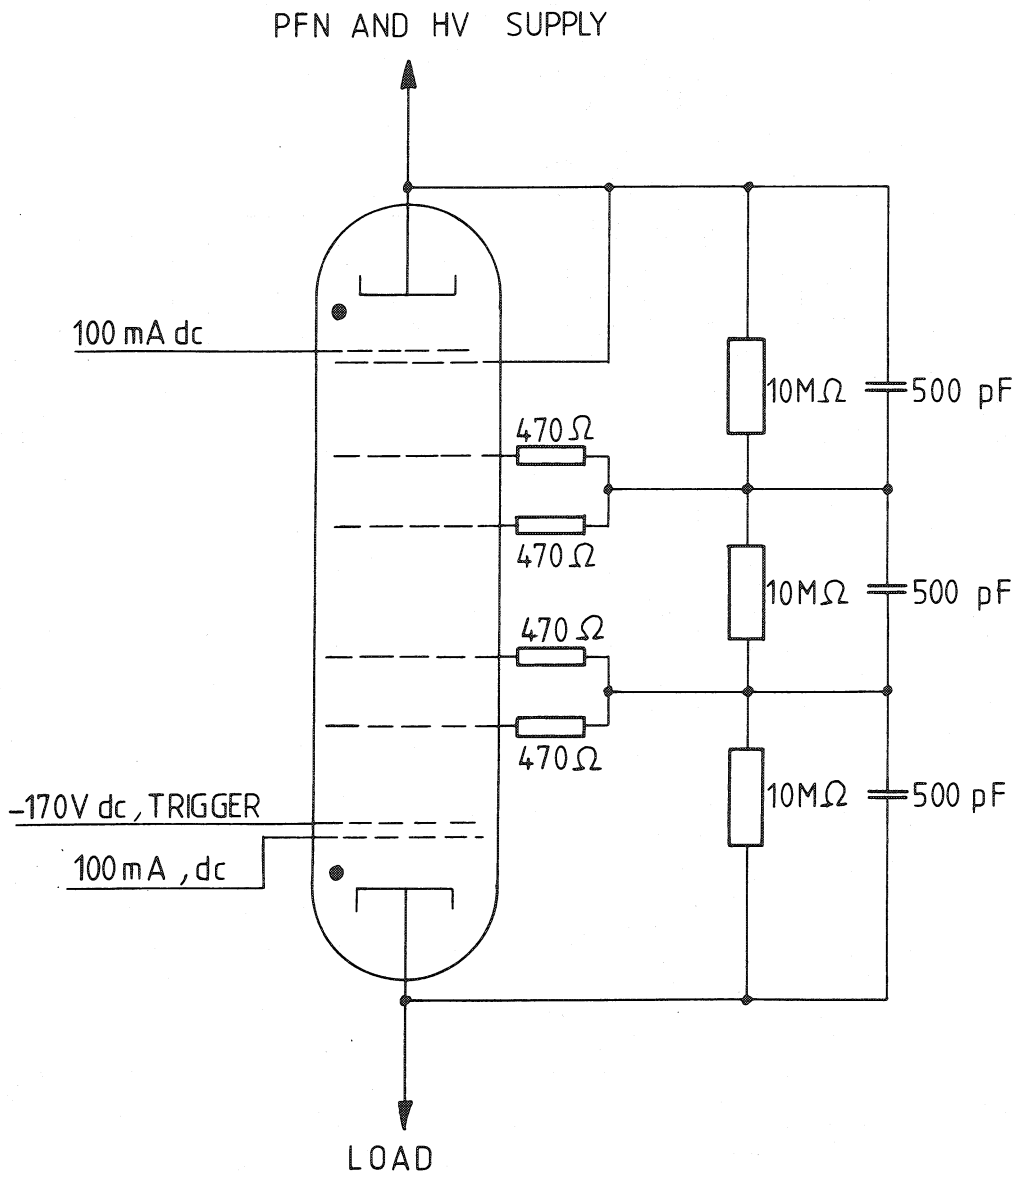 PFN AND HV SUPPLY
100 mA dc
10MΩ
500 pF
470Ω
470Ω
10MΩ
500 pF
470Ω
470Ω
-170V dc, TRIGGER
10MΩ
500 pF
100mA , dc
LOAD